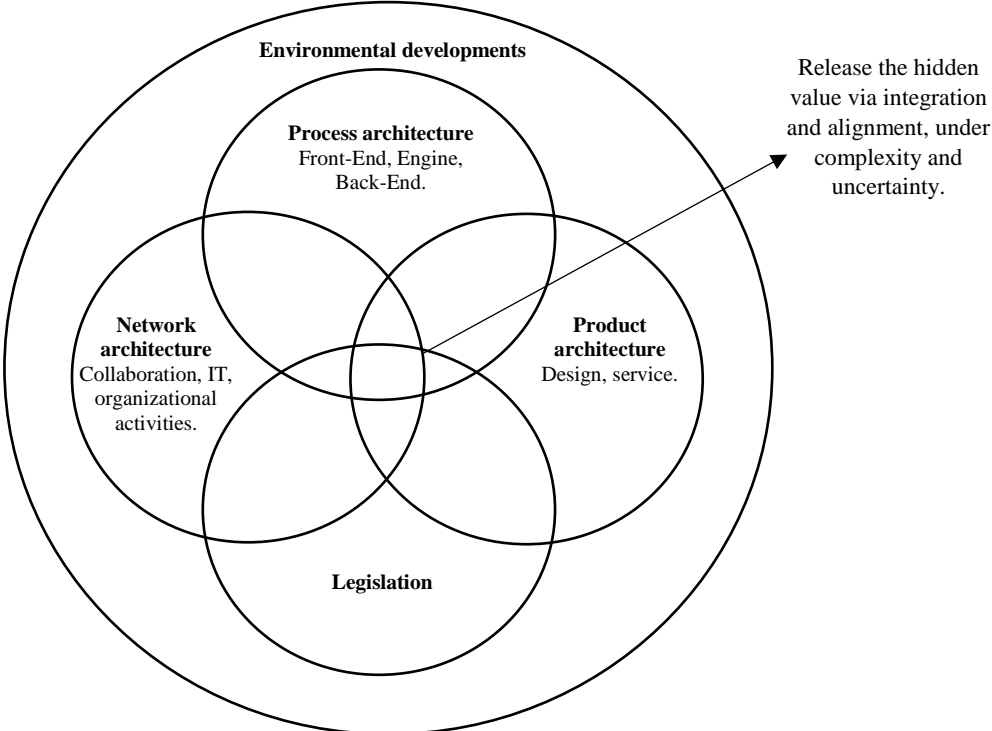 Environmental developments
Release the hidden
value via integration
and alignment, under
complexity and
uncertainty.
Process architecture
Front-End, Engine,
Back-End.
Network
architecture
Collaboration, IT,
organizational
activities.
Product
architecture
Design, service.
Legislation